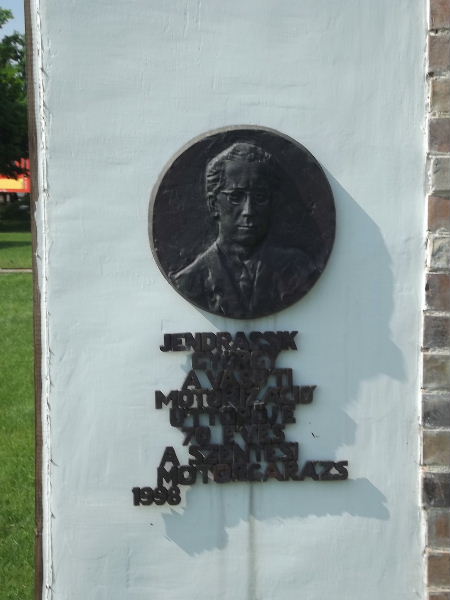 JENDRASSIK
GYÖRGY
A VASÚTI
MOTORIZÁCIÓ
ÚTTÖRŐJE
70 ÉVES
A SZENTESI
MOTORGARÁZS
1998